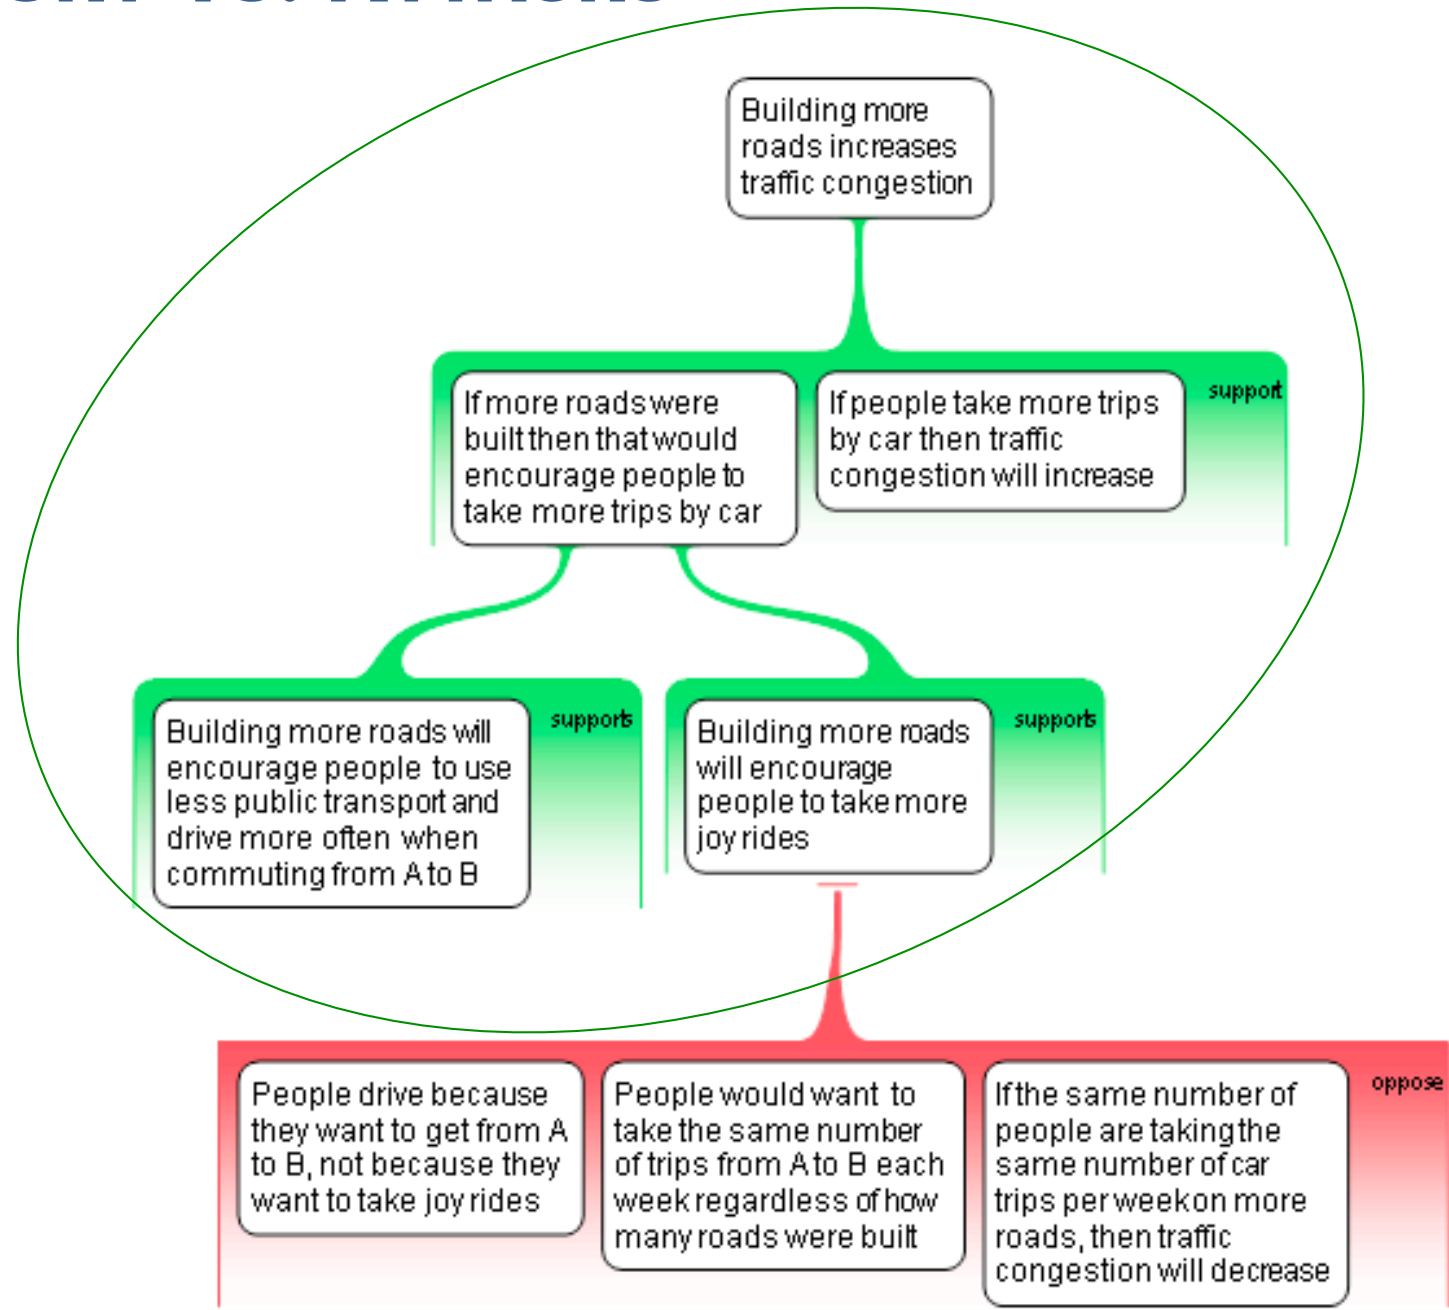 Building more
roads increases
traffic congestion
If more roads were
built then that would
encourage people to
take more trips by car
If people take more trips
by car then traffic
congestion will increase
support
Building more roads will
encourage people to use
less public transport and
drive more often when
commuting from A to B
supports
Building more roads
will encourage
people to take more
joy rides
supports
People drive because
they want to get from A
to B, not because they
want to take joy rides
People would want to
take the same number
of trips from A to B each
week regardless of how
many roads were built
If the same number of
people are taking the
same number of car
trips per week on more
roads, then traffic
congestion will decrease
oppose